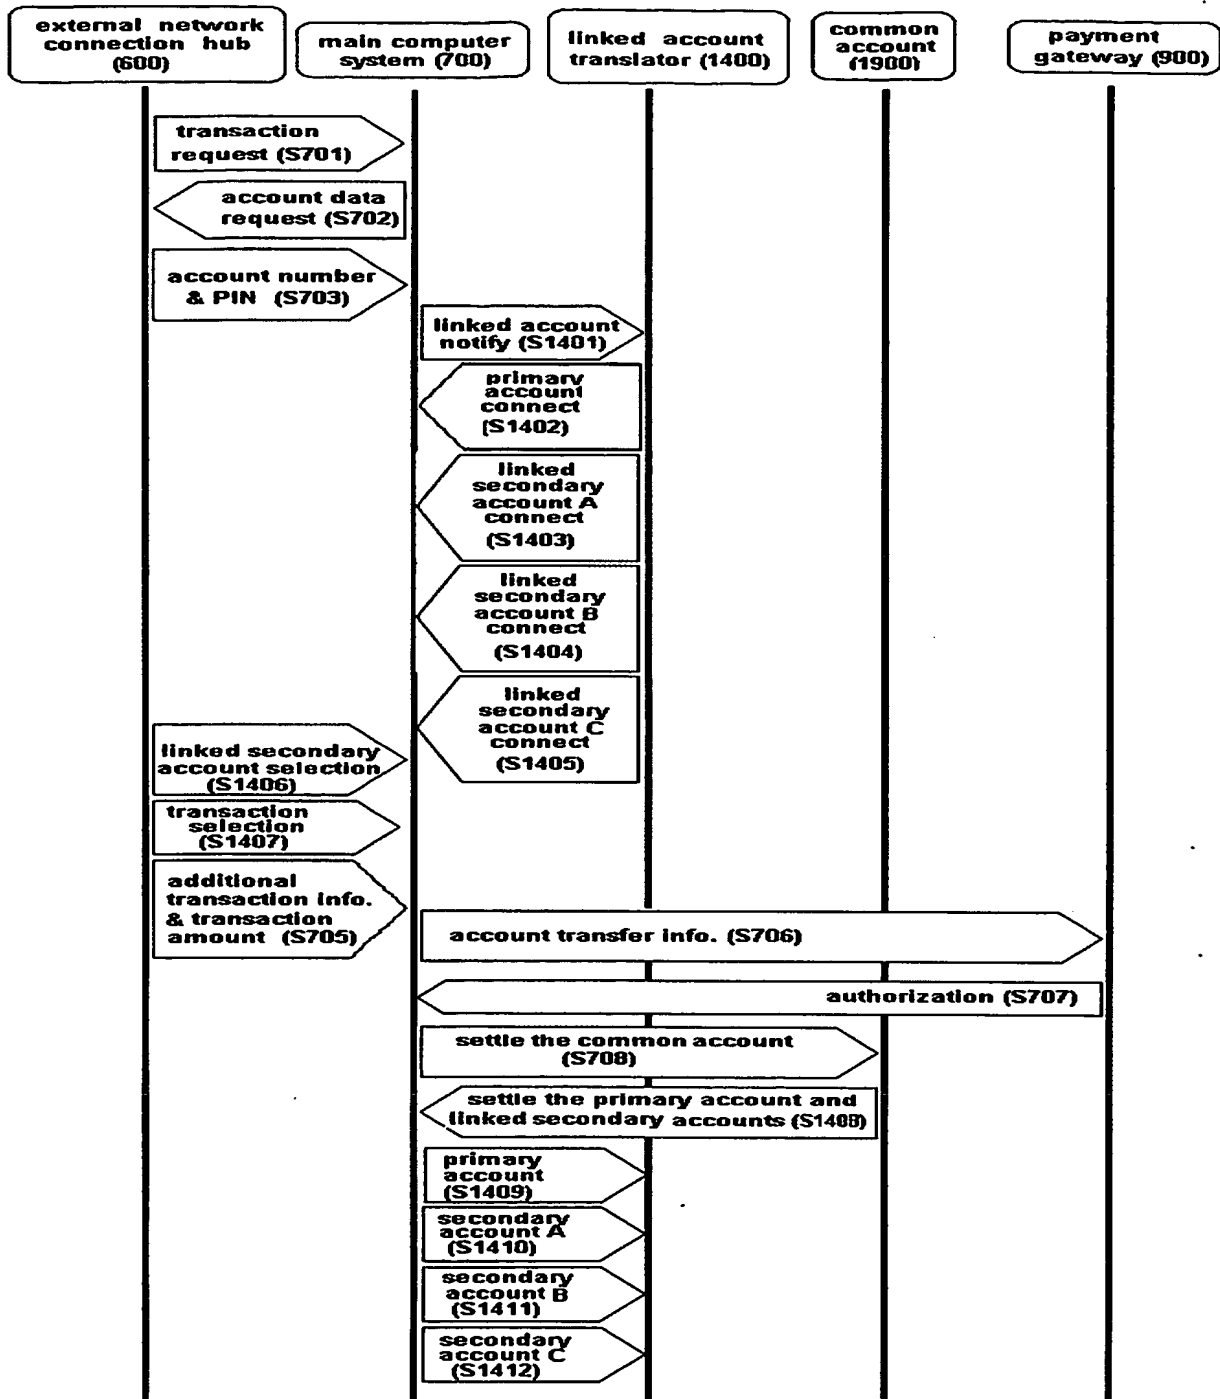 external network
connection hub
(600)
main computer
system (700)
linked account
translator (1400)
common
account
(1900)
payment
gateway (900)
transaction
request (S701)
account data
request (S702)
account number
& PIN (S703)
linked account
notify (S1401)
primary
account
connect
(S1402)
linked
secondary
account A
connect
(S1403)
linked
secondary
account B
connect
(S1404)
linked
secondary
account C
connect
(S1405)
linked secondary
account selection
(S1406)
transaction
selection
(S1407)
additional
transaction info.
& transaction
amount (S705)
account transfer info. (S706)
authorization (S707)
settle the common account
(S708)
settle the primary account and
linked secondary accounts (S1408)
primary
account
(S1409)
secondary
account A
(S1410)
secondary
account B
(S1411)
secondary
account C
(S1412)